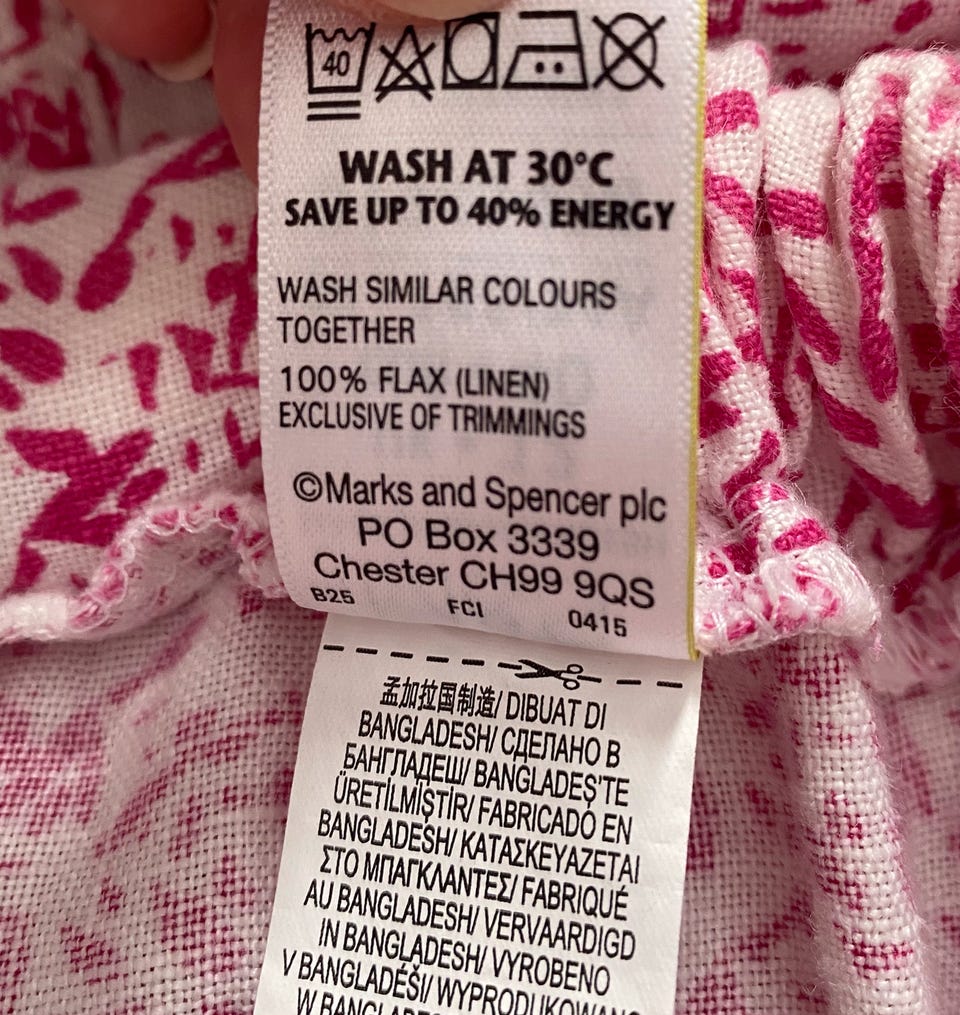 40
WASH AT 30°C
SAVE UP TO 40% ENERGY
WASH SIMILAR COLOURS
TOGETHER
100% FLAX (LINEN)
EXCLUSIVE OF TRIMMINGS
©Marks and Spencer plc
PO Box 3339
Chester CH99 9QS
B25 FCI 0415
孟加拉国制造/ DIBUAT DI
BANGLADESH/ СДЕЛАНО В
БАНГЛАДЕШ/ BANGLADEŞ'TE
ÜRETİLMİŞTİR/ FABRICADO EN
BANGLADESH/ ΚΑΤΑΣΚΕΥΑΖΕΤΑΙ
ΣΤΟ ΜΠΑΓΚΛΑΝΤΕΣ/ FABRIQUÉ
AU BANGLADESH/ VERVAARDIGD
IN BANGLADESH/ VYROBENO
V BANGLADÉŠI/ WYPRODUKOWANO
W